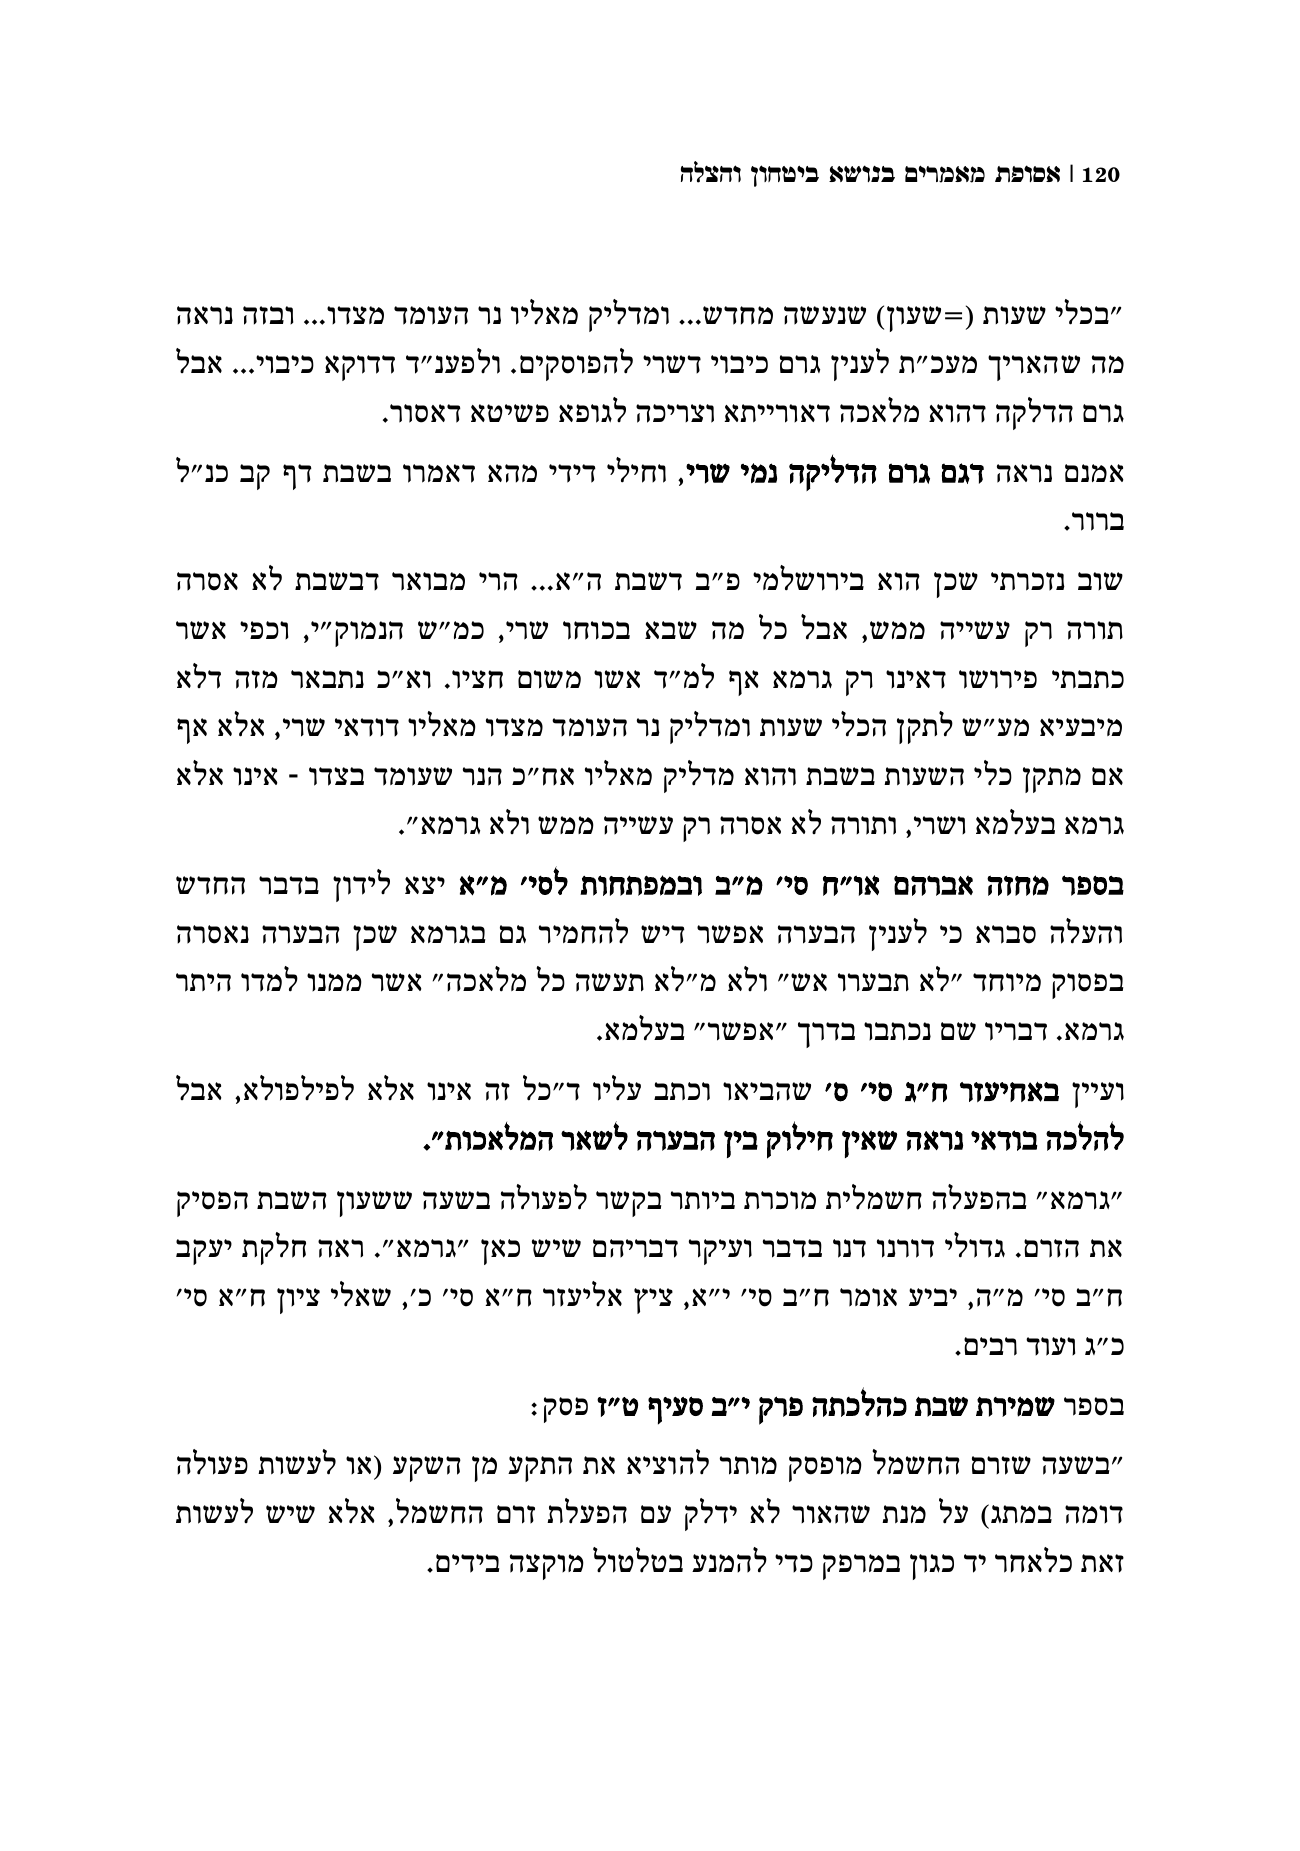 120 | אסופת מאמרים בנושא ביטחון והצלה
״בכלי שעות (=שעון) שנעשה מחדש... ומדליק מאליו נר העומד מצדו... ובזה נראה
מה שהאריך מעכ״ת לענין גרם כיבוי דשרי להפוסקים. ולפענ״ד דדוקא כיבוי... אבל
גרם הדלקה דהוא מלאכה דאורייתא וצריכה לגופא פשיטא דאסור.
אמנם נראה דגם גרם הדליקה נמי שרי, וחילי דידי מהא דאמרו בשבת דף קב כנ״ל
ברור.
שוב נזכרתי שכן הוא בירושלמי פ״ב דשבת ה״א... הרי מבואר דבשבת לא אסרה
תורה רק עשייה ממש, אבל כל מה שבא בכוחו שרי, כמ״ש הנמוק״י, וכפי אשר
כתבתי פירושו דאינו רק גרמא אף למ״ד אשו משום חציו. וא״כ נתבאר מזה דלא
מיבעיא מע״ש לתקן הכלי שעות ומדליק נר העומד מצדו מאליו דודאי שרי, אלא אף
אם מתקן כלי השעות בשבת והוא מדליק מאליו אח״כ הנר שעומד בצדו - אינו אלא
גרמא בעלמא ושרי, ותורה לא אסרה רק עשייה ממש ולא גרמא״.
בספר מחזה אברהם או״ח סי׳ מ״ב ובמפתחות לסי׳ מ״א יצא לידון בדבר החדש
והעלה סברא כי לענין הבערה אפשר דיש להחמיר גם בגרמא שכן הבערה נאסרה
בפסוק מיוחד ״לא תבערו אש״ ולא מ״לא תעשה כל מלאכה״ אשר ממנו למדו היתר
גרמא. דבריו שם נכתבו בדרך ״אפשר״ בעלמא.
ועיין באחיעזר ח״ג סי׳ ס׳ שהביאו וכתב עליו ד״כל זה אינו אלא לפילפולא, אבל
להלכה בודאי נראה שאין חילוק בין הבערה לשאר המלאכות״.
״גרמא״ בהפעלה חשמלית מוכרת ביותר בקשר לפעולה בשעה ששעון השבת הפסיק
את הזרם. גדולי דורנו דנו בדבר ועיקר דבריהם שיש כאן ״גרמא״. ראה חלקת יעקב
ח״ב סי׳ מ״ה, יביע אומר ח״ב סי׳ י״א, ציץ אליעזר ח״א סי׳ כ׳, שאלי ציון ח״א סי׳
כ״ג ועוד רבים.
בספר שמירת שבת כהלכתה פרק י״ב סעיף ט״ז פסק:
״בשעה שזרם החשמל מופסק מותר להוציא את התקע מן השקע (או לעשות פעולה
דומה במתג) על מנת שהאור לא ידלק עם הפעלת זרם החשמל, אלא שיש לעשות
זאת כלאחר יד כגון במרפק כדי להמנע בטלטול מוקצה בידים.